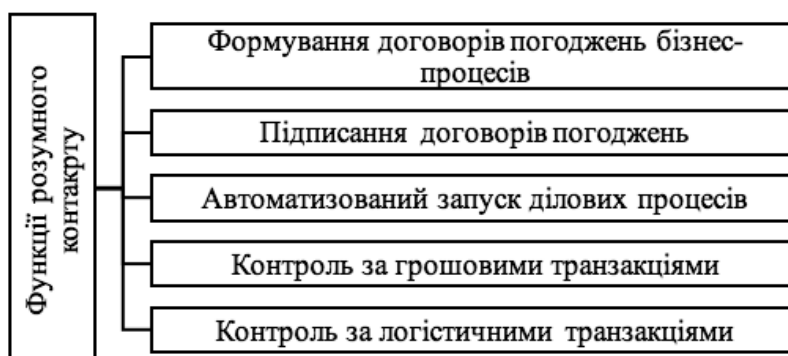 Функції розумного
контакрту
Формування договорів погоджень бізнес-
процесів
Підписання договорів погоджень
Автоматизований запуск ділових процесів
Контроль за грошовими транзакціями
Контроль за логістичними транзакціями